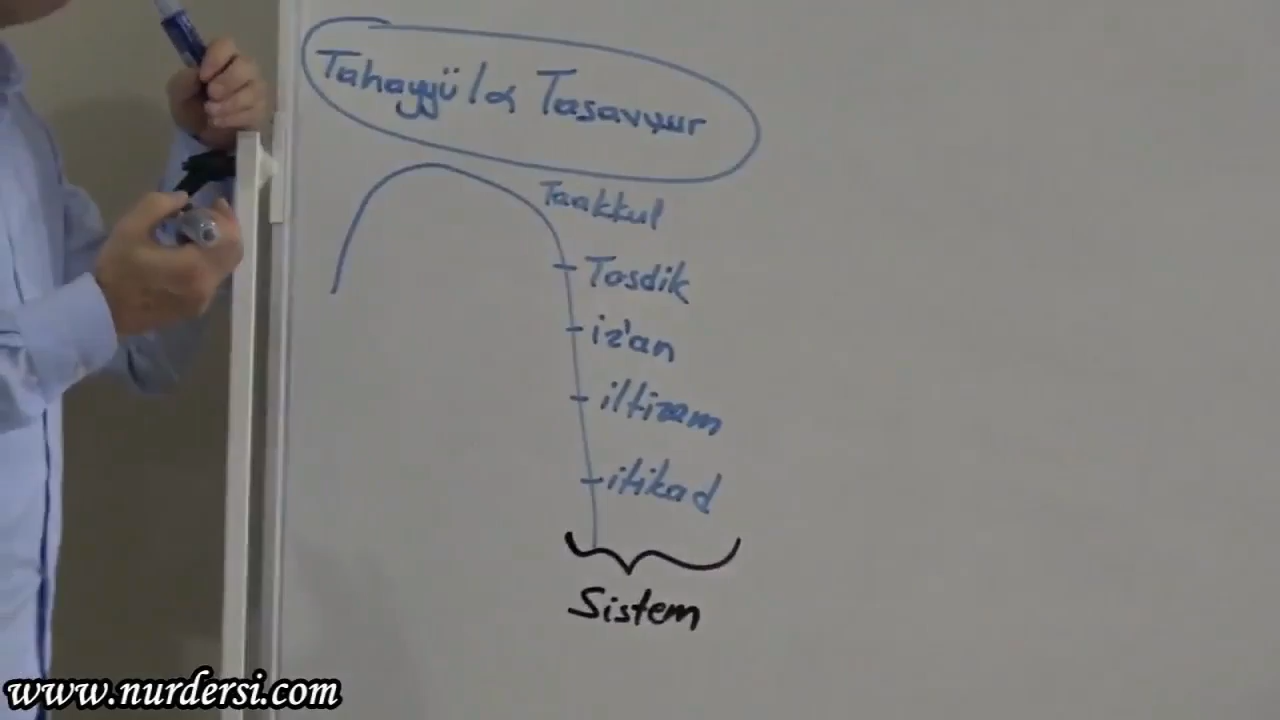 Tahayyül α Tasavvur
Taakkul
Tasdik
iz'an
iltizam
itikad
Sistem
www.nurdersi.com